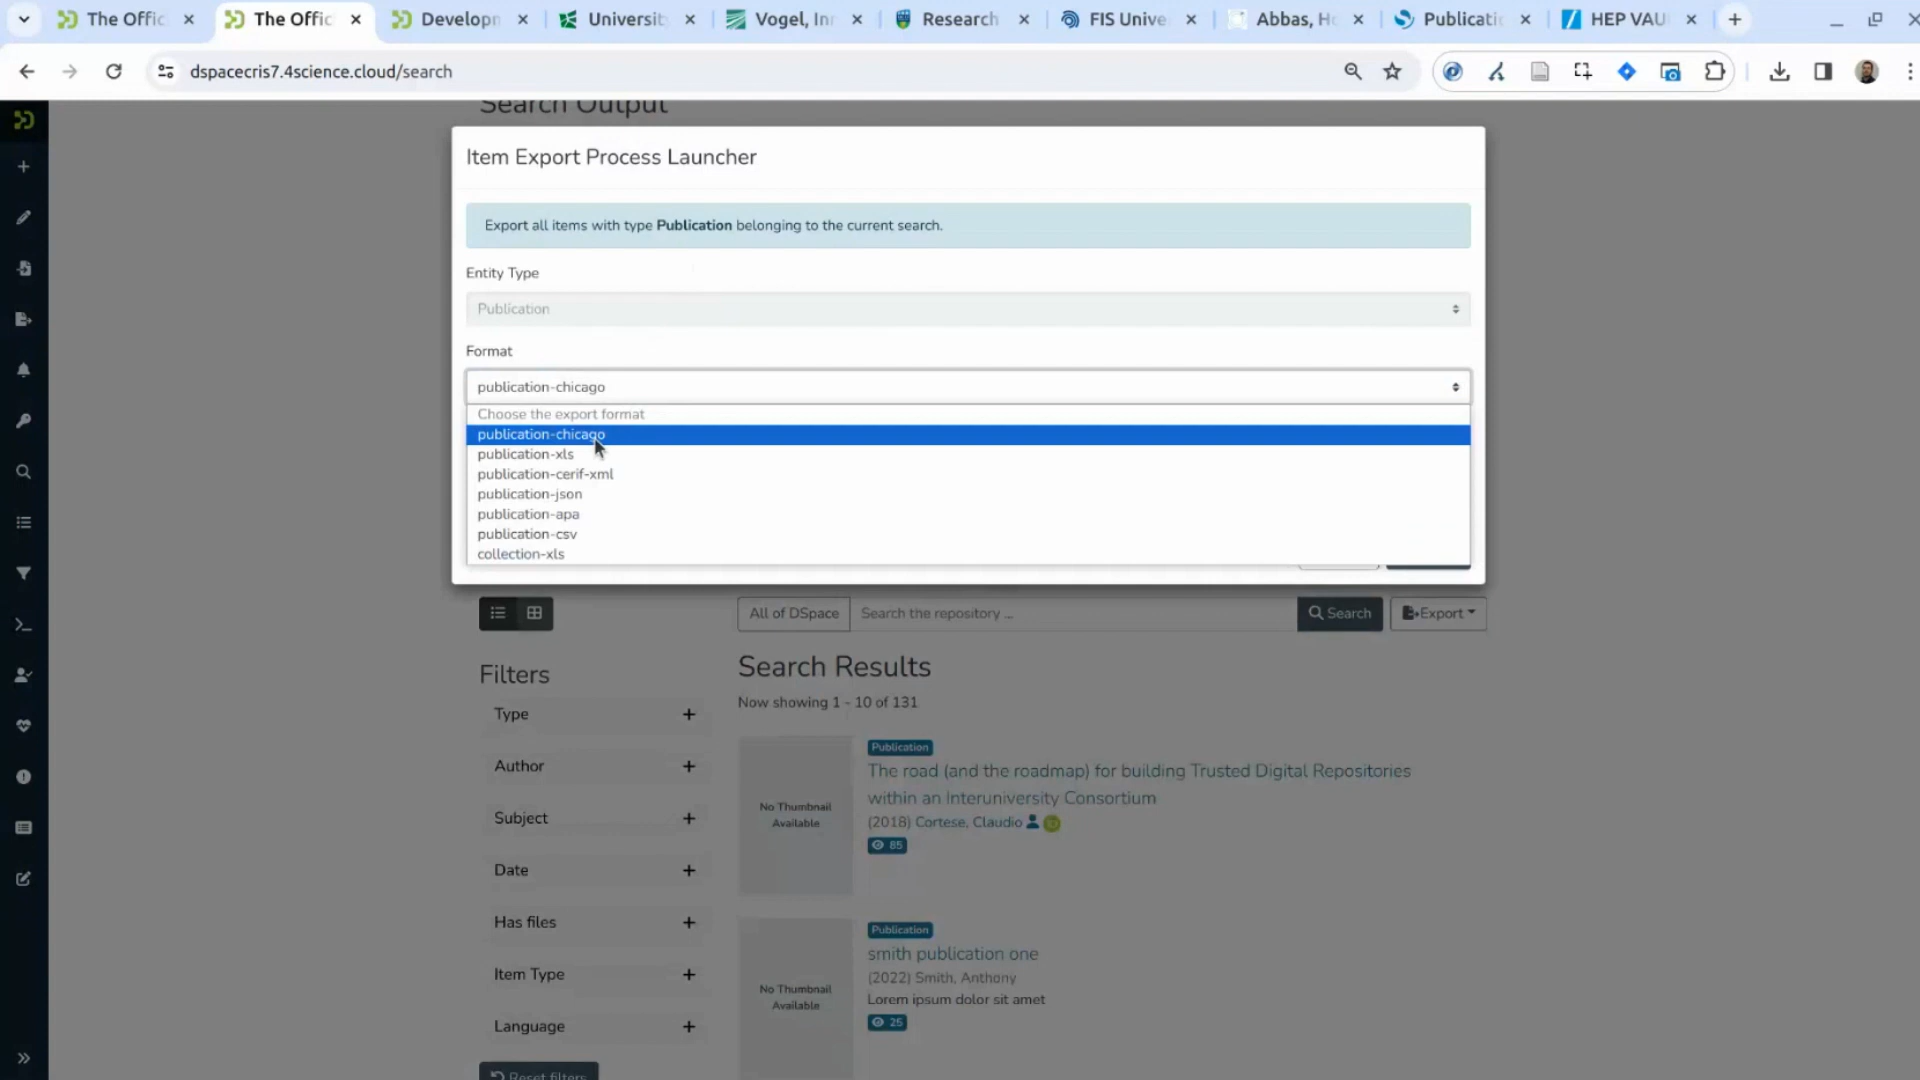 The Offic
The Offic
Developn
University
Vogel, Inn
Research
FIS Unive
Abbas, H
Publicati
HEP VAU
dspacecris7.4science.cloud/search
Search Output
Item Export Process Launcher
Export all items with type Publication belonging to the current search.
Entity Type
Publication
Format
publication-chicago
Choose the export format
publication-chicago
publication-xls
publication-cerif-xml
publication-json
publication-apa
publication-csv
collection-xls
All of DSpace
Search the repository ...
Search
Export
Filters
Type
Author
Subject
Date
Has files
Item Type
Language
Reset filters
Search Results
Now showing 1 - 10 of 131
No Thumbnail
Available
Publication
The road (and the roadmap) for building Trusted Digital Repositories
within an Interuniversity Consortium
(2018) Cortese, Claudio
85
No Thumbnail
Available
Publication
smith publication one
(2022) Smith, Anthony
Lorem ipsum dolor sit amet
25